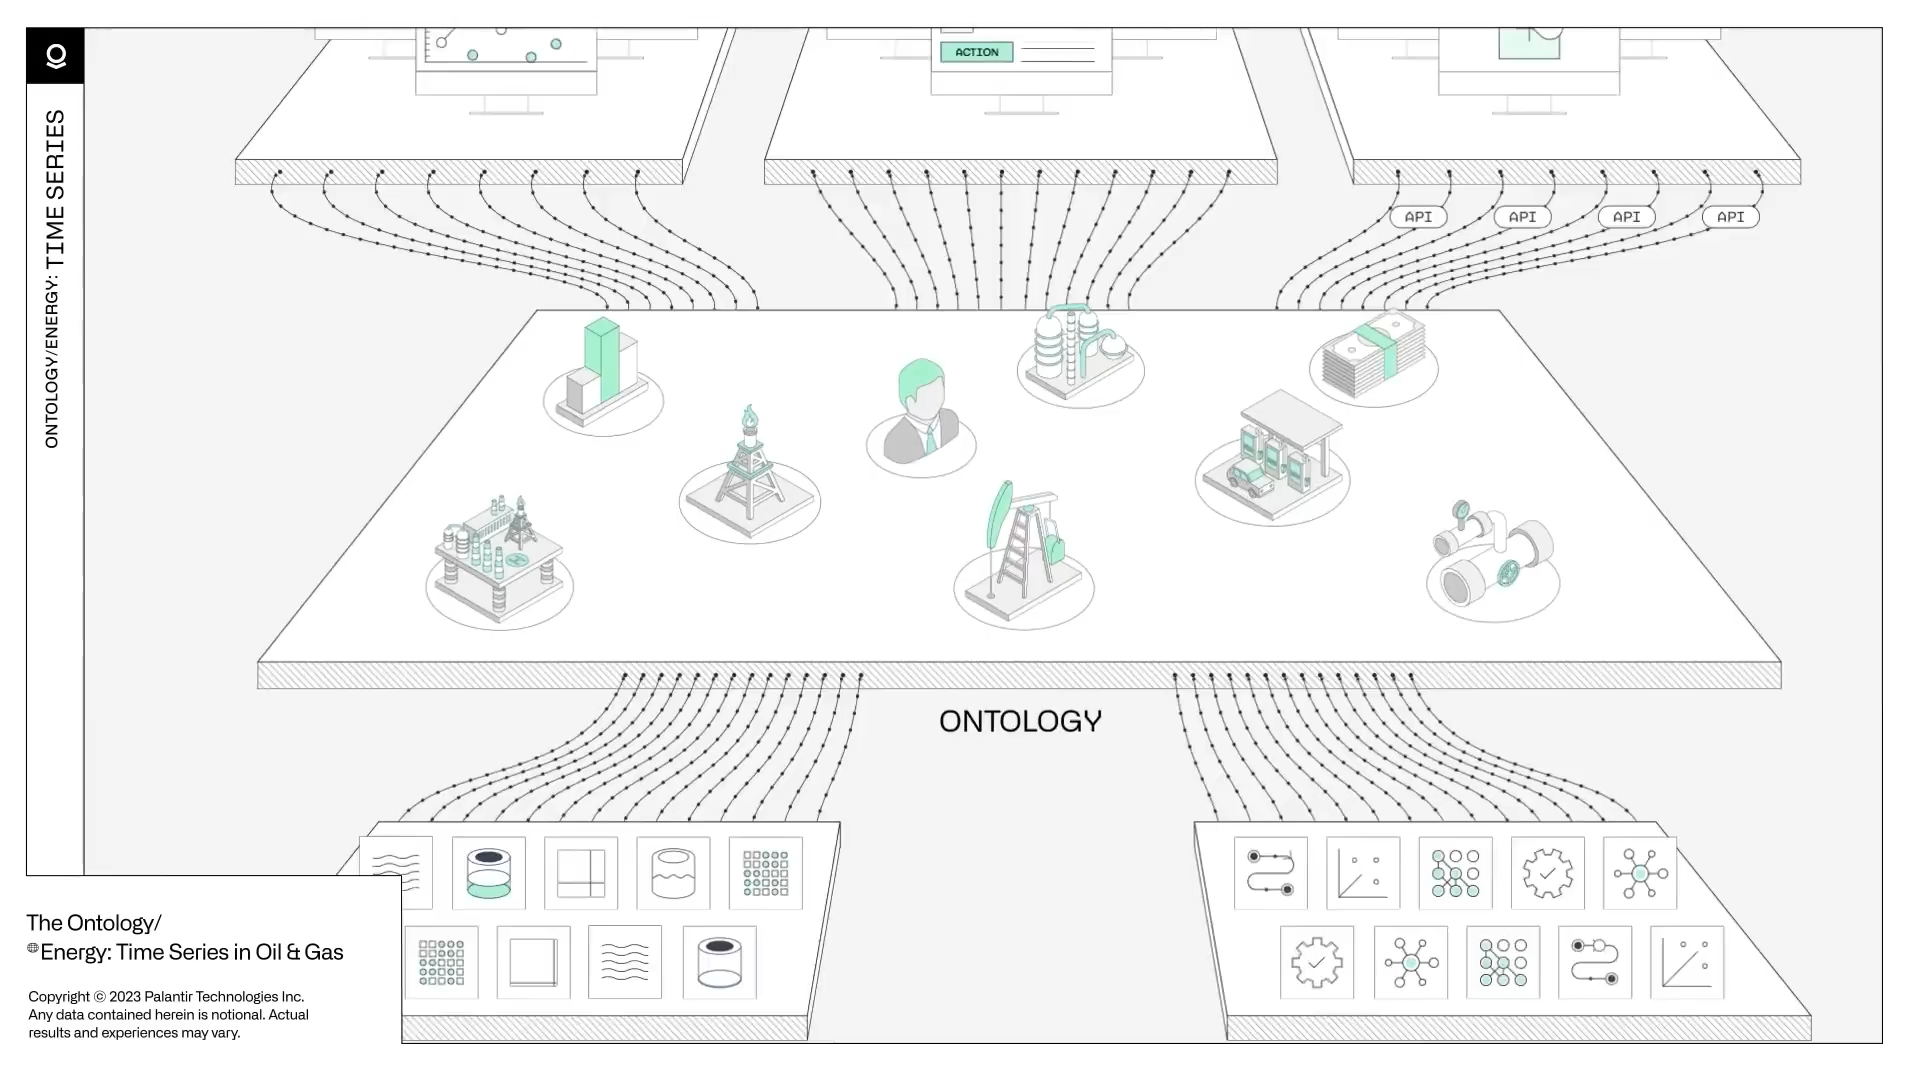 ONTOLOGY/ENERGY: TIME SERIES
ACTION
API API API API
ONTOLOGY
The Ontology/
Energy: Time Series in Oil & Gas
Copyright © 2023 Palantir Technologies Inc.
Any data contained herein is notional. Actual
results and experiences may vary.